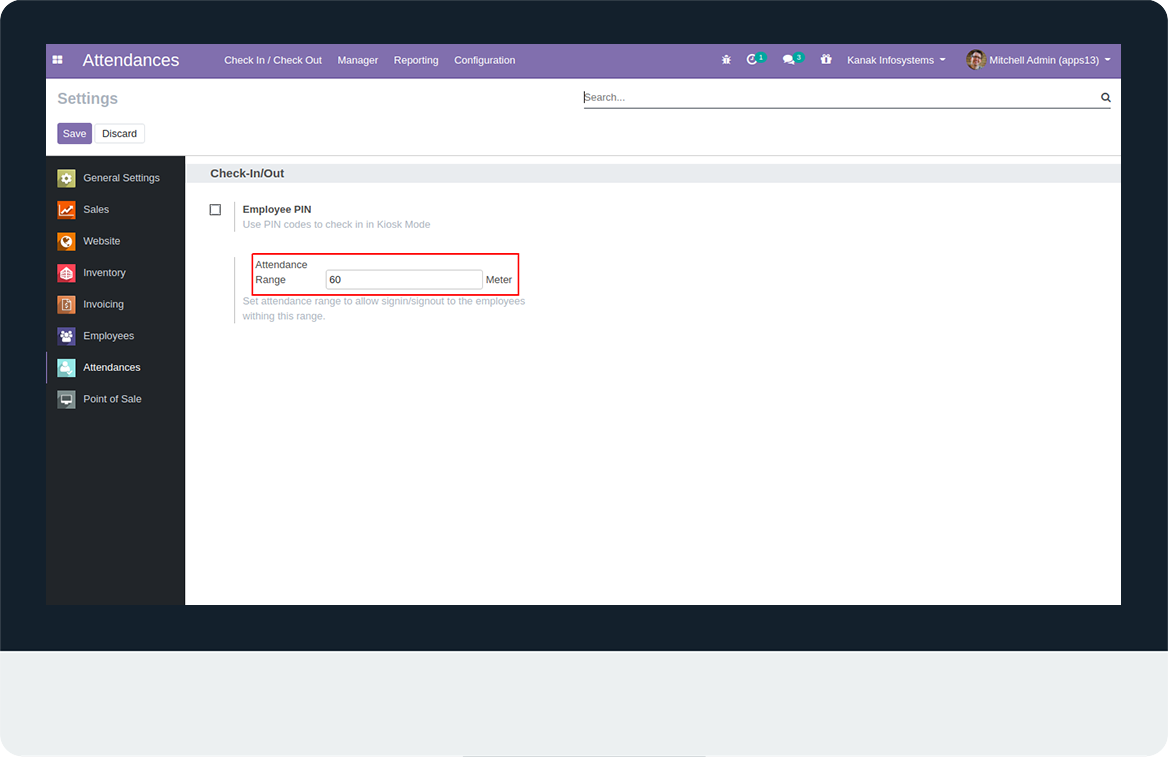 Attendances
Check In / Check Out
Manager
Reporting
Configuration
1
3
Kanak Infosystems
Mitchell Admin (apps13)
Settings
Search...
Save
Discard
General Settings
Sales
Website
Inventory
Invoicing
Employees
Attendances
Point of Sale
Check-In/Out
Employee PIN
Use PIN codes to check in in Kiosk Mode
Attendance
Range 60 Meter
Set attendance range to allow signin/signout to the employees
withing this range.